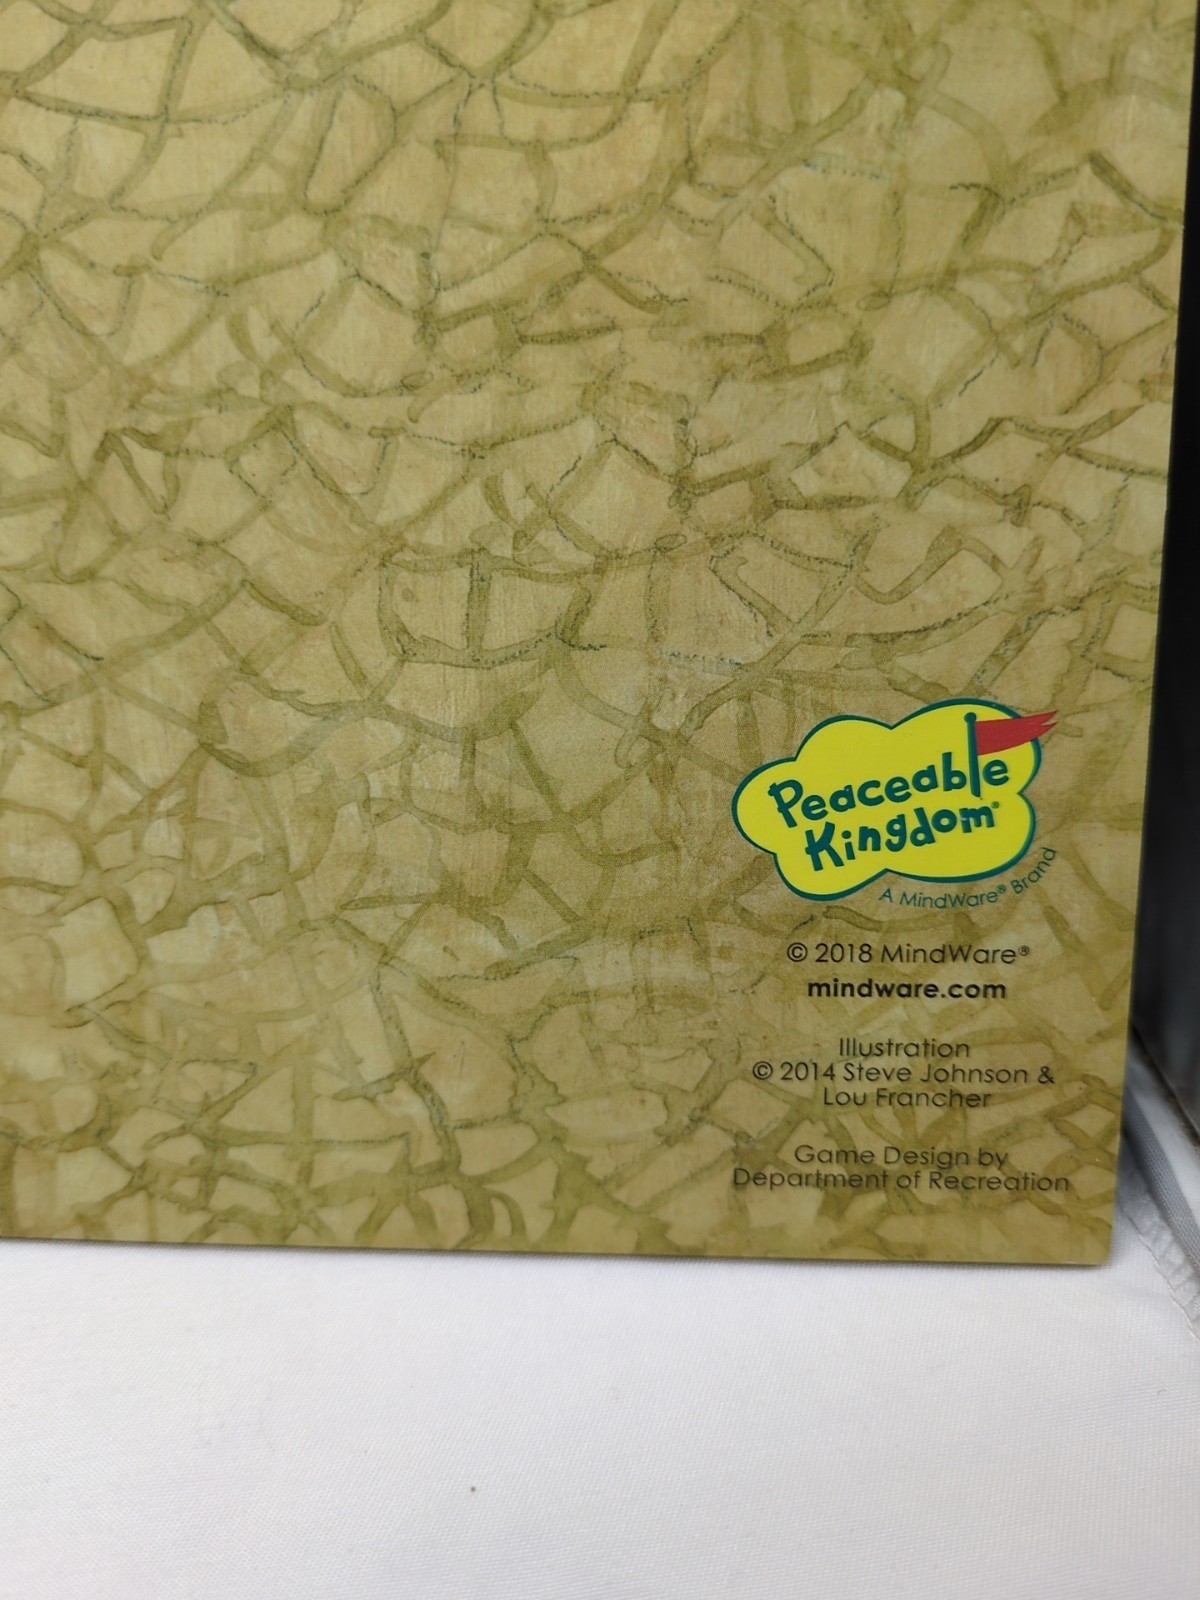 Peaceable
Kingdom®
A MindWare® Brand
© 2018 MindWare®
mindware.com
Illustration
© 2014 Steve Johnson &
Lou Francher
Game Design by
Department of Recreation